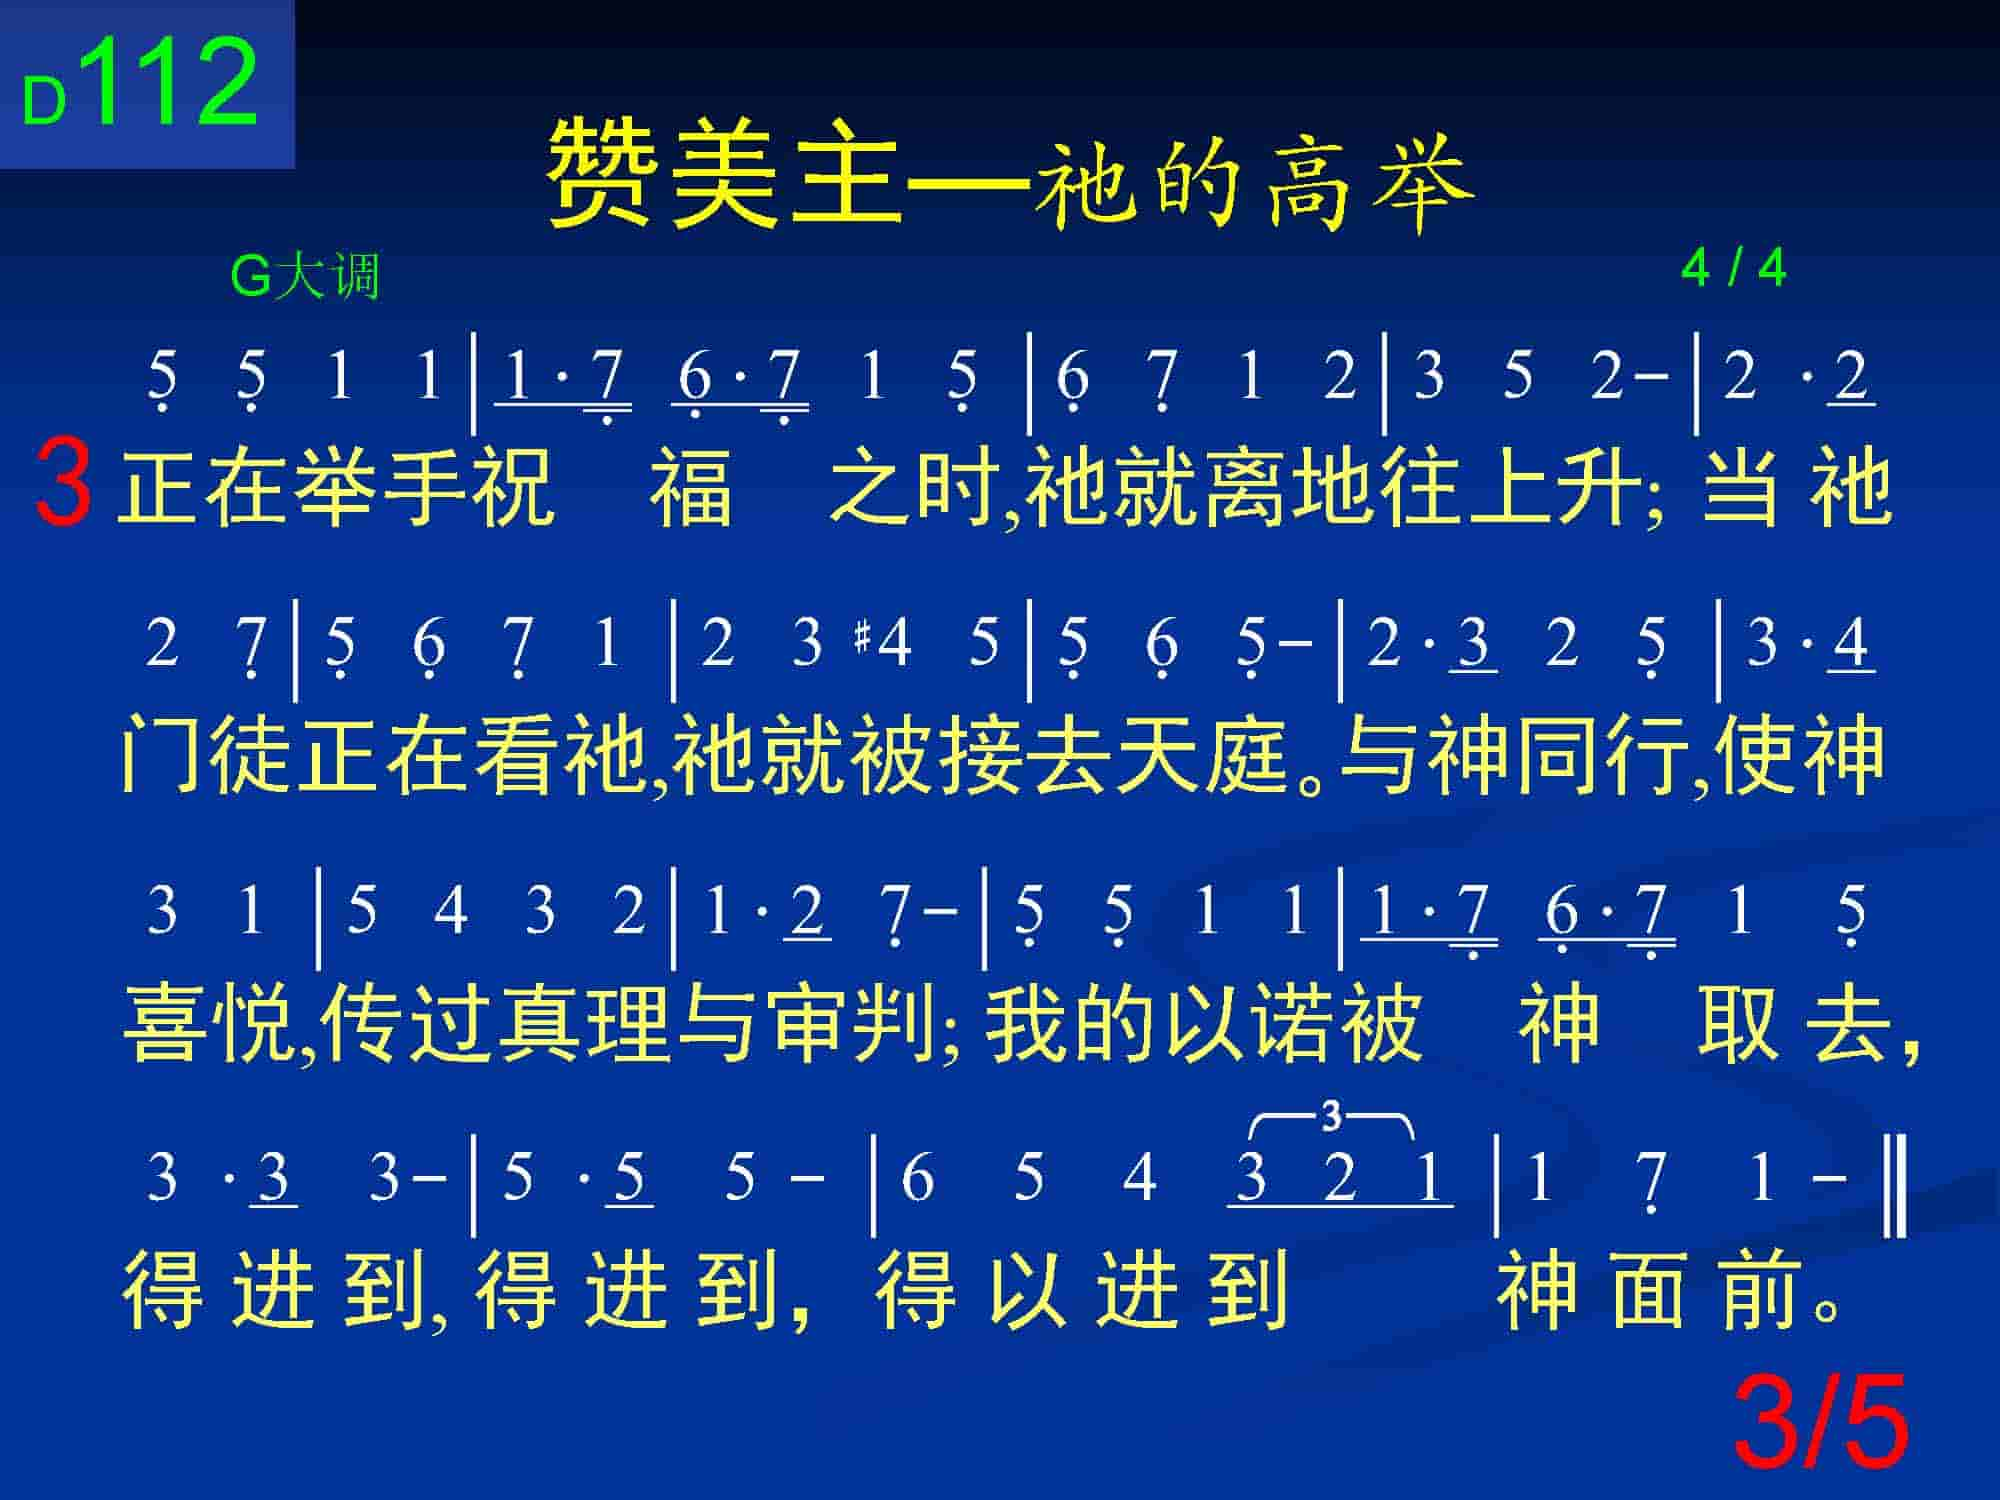 D112
赞美主—祂的高举
G大调 4 / 4
5̣ 5̣ 1 1 | 1 · 7̣ 6̣ · 7̣ 1 5̣ | 6̣ 7̣ 1 2 | 3 5 2 – | 2 · 2
3 正在举手祝 福 之时,祂就离地往上升; 当 祂
2 7̣ | 5̣ 6̣ 7̣ 1 | 2 3 #4 5 | 5̣ 6̣ 5̣ – | 2 · 3 2 5̣ | 3 · 4
门徒正在看祂,祂就被接去天庭。与神同行,使神
3 1 | 5 4 3 2 | 1 · 2 7̣ – | 5̣ 5̣ 1 1 | 1 · 7̣ 6̣ · 7̣ 1 5̣
喜悦,传过真理与审判; 我的以诺被 神 取 去,
3
3 · 3 3 – | 5 · 5 5 – | 6 5 4 3 2 1 | 1 7̣ 1 – ‖
得 进 到, 得 进 到, 得 以 进 到 神 面 前。
3/5